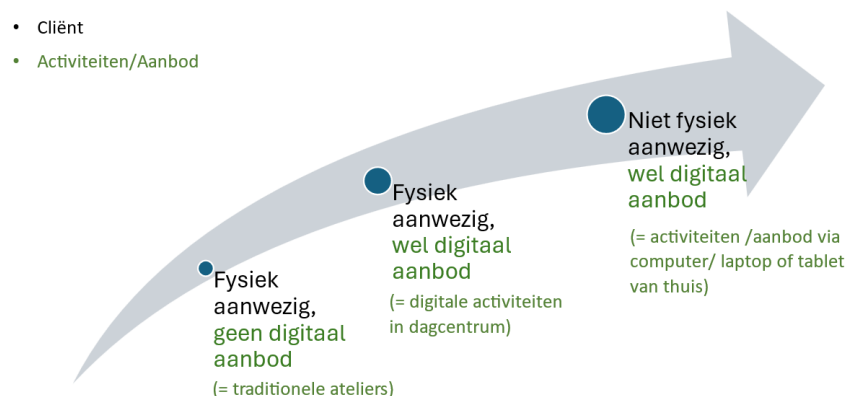 • Cliënt
• Activiteiten/Aanbod
Niet fysiek
aanwezig,
wel digitaal
aanbod
(= activiteiten /aanbod via
computer/ laptop of tablet
van thuis)
Fysiek
aanwezig,
wel digitaal
aanbod
(= digitale activiteiten
in dagcentrum)
Fysiek
aanwezig,
geen digitaal
aanbod
(= traditionele ateliers)